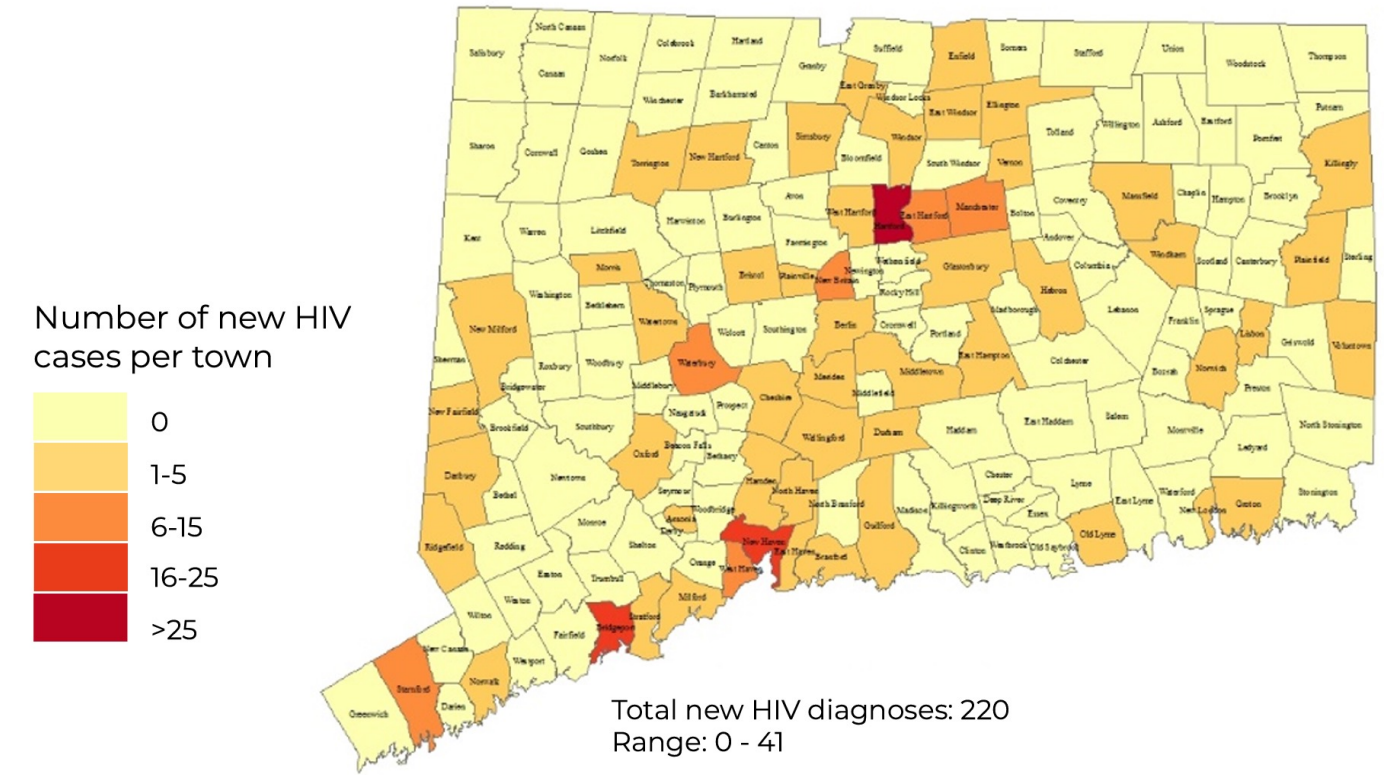 Number of new HIV
cases per town
0
1-5
6-15
16-25
>25
Total new HIV diagnoses: 220
Range: 0 - 41
Salisbury
North Canaan
Canaan
Norfolk
Colebrook
Hartland
Granby
Suffield
Enfield
Somers
Stafford
Union
Woodstock
Thompson
Winchester
Barkhamsted
East Granby
Windsor Locks
East Windsor
Ellington
Tolland
Willington
Ashford
Eastford
Pomfret
Putnam
Killingly
Sharon
Cornwall
Goshen
Torrington
New Hartford
Canton
Simsbury
Bloomfield
Windsor
South Windsor
Vernon
Mansfield
Chaplin
Hampton
Brooklyn
Kent
Warren
Litchfield
Harwinton
Burlington
Avon
Farmington
West Hartford
Hartford
East Hartford
Manchester
Bolton
Coventry
Andover
Columbia
Windham
Scotland
Canterbury
Plainfield
Sterling
Morris
Thomaston
Plymouth
Bristol
Plainville
New Britain
Newington
Wethersfield
Rocky Hill
Glastonbury
Marlborough
Hebron
Lebanon
Franklin
Sprague
Lisbon
Griswold
Voluntown
New Milford
Washington
Bethlehem
Watertown
Waterbury
Wolcott
Southington
Berlin
Cromwell
Portland
East Hampton
Colchester
Bozrah
Norwich
Preston
Sherman
Roxbury
Woodbury
Middlebury
Bridgewater
New Fairfield
Brookfield
Southbury
Naugatuck
Prospect
Cheshire
Meriden
Middlefield
Middletown
Durham
Haddam
East Haddam
Salem
Montville
Ledyard
North Stonington
Danbury
Bethel
Newtown
Oxford
Beacon Falls
Bethany
Seymour
Woodbridge
Hamden
Wallingford
North Haven
North Branford
Guilford
Madison
Killingworth
Chester
Deep River
Essex
Lyme
East Lyme
Waterford
New London
Groton
Stonington
Ridgefield
Redding
Monroe
Shelton
Ansonia
Derby
Orange
New Haven
West Haven
East Haven
Branford
Clinton
Westbrook
Old Saybrook
Old Lyme
Wilton
Weston
Easton
Trumbull
Fairfield
Bridgeport
Stratford
Milford
Greenwich
Stamford
New Canaan
Darien
Norwalk
Westport